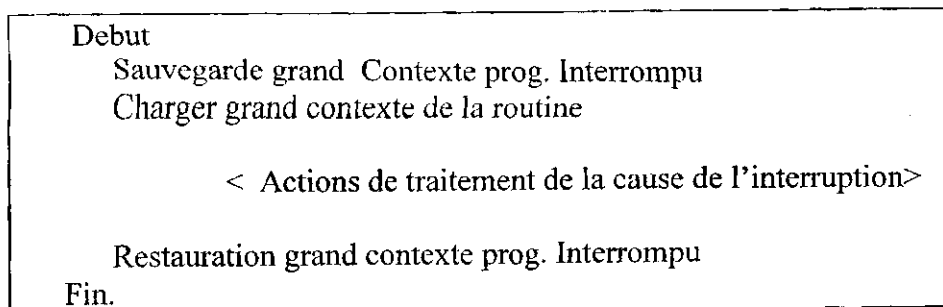 Debut
Sauvegarde grand Contexte prog. Interrompu
Charger grand contexte de la routine
< Actions de traitement de la cause de l'interruption>
Restauration grand contexte prog. Interrompu
Fin.